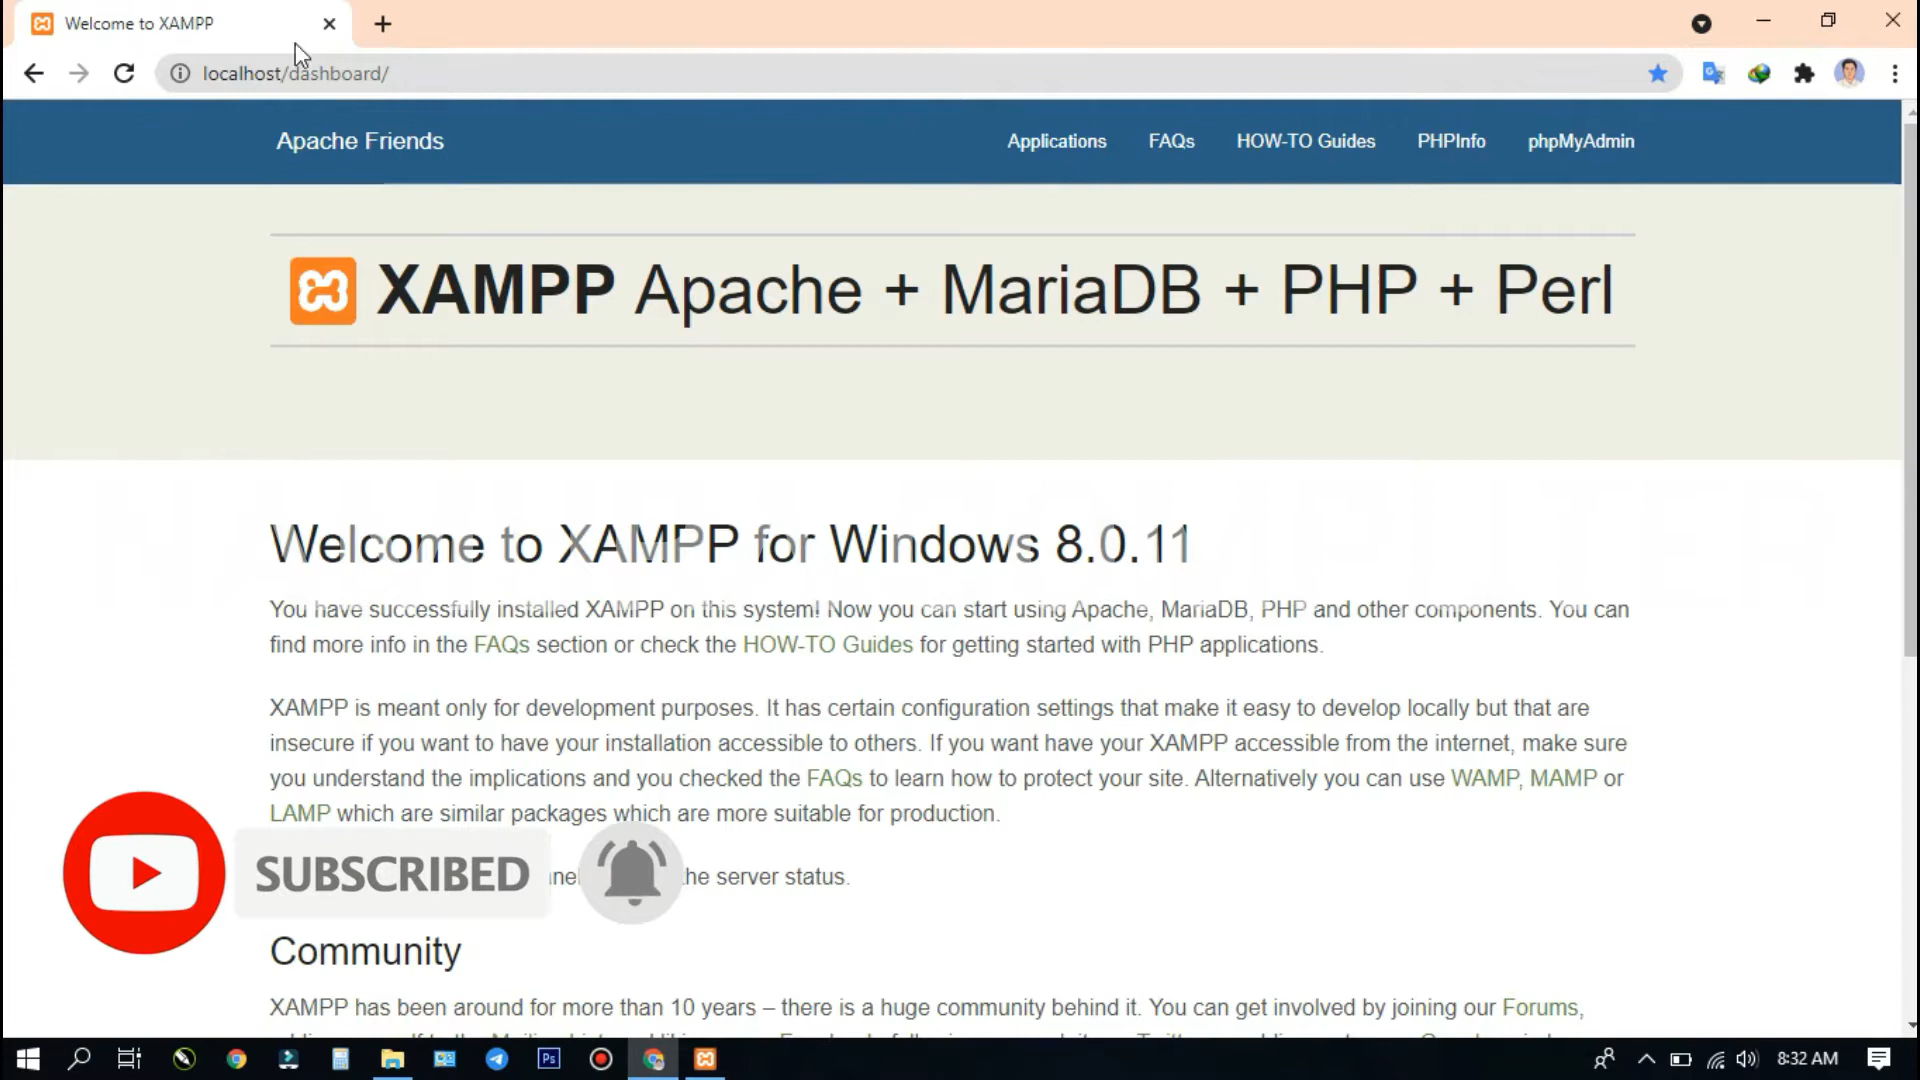 Welcome to XAMPP
localhost/dashboard/
Apache Friends
Applications
FAQs
HOW-TO Guides
PHPInfo
phpMyAdmin
XAMPP Apache + MariaDB + PHP + Perl
Welcome to XAMPP for Windows 8.0.11
You have successfully installed XAMPP on this system! Now you can start using Apache, MariaDB, PHP and other components. You can
find more info in the FAQs section or check the HOW-TO Guides for getting started with PHP applications.
XAMPP is meant only for development purposes. It has certain configuration settings that make it easy to develop locally but that are
insecure if you want to have your installation accessible to others. If you want have your XAMPP accessible from the internet, make sure
you understand the implications and you checked the FAQs to learn how to protect your site. Alternatively you can use WAMP, MAMP or
LAMP which are similar packages which are more suitable for production.
SUBSCRIBED
he server status.
Community
XAMPP has been around for more than 10 years – there is a huge community behind it. You can get involved by joining our Forums,
Ps
8:32 AM